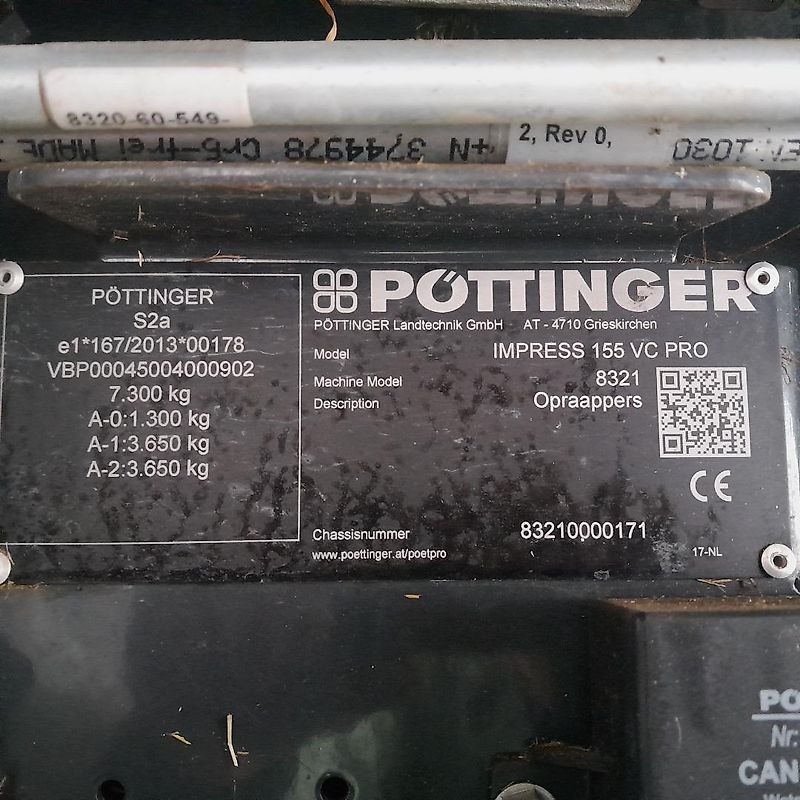 8320-60-549-
+N 3744978 Cr6-frei MADE
2, Rev 0,
EN 1030
PÖTTINGER
S2a
e1*167/2013*00178
VBP00045004000902
7.300 kg
A-0:1.300 kg
A-1:3.650 kg
A-2:3.650 kg
PÖTTINGER
PÖTTINGER Landtechnik GmbH AT - 4710 Grieskirchen
Model IMPRESS 155 VC PRO
Machine Model 8321
Description Opraappers
CE
Chassisnummer 83210000171
www.poettinger.at/poetpro 17-NL
PÖ
Nr.
CAN